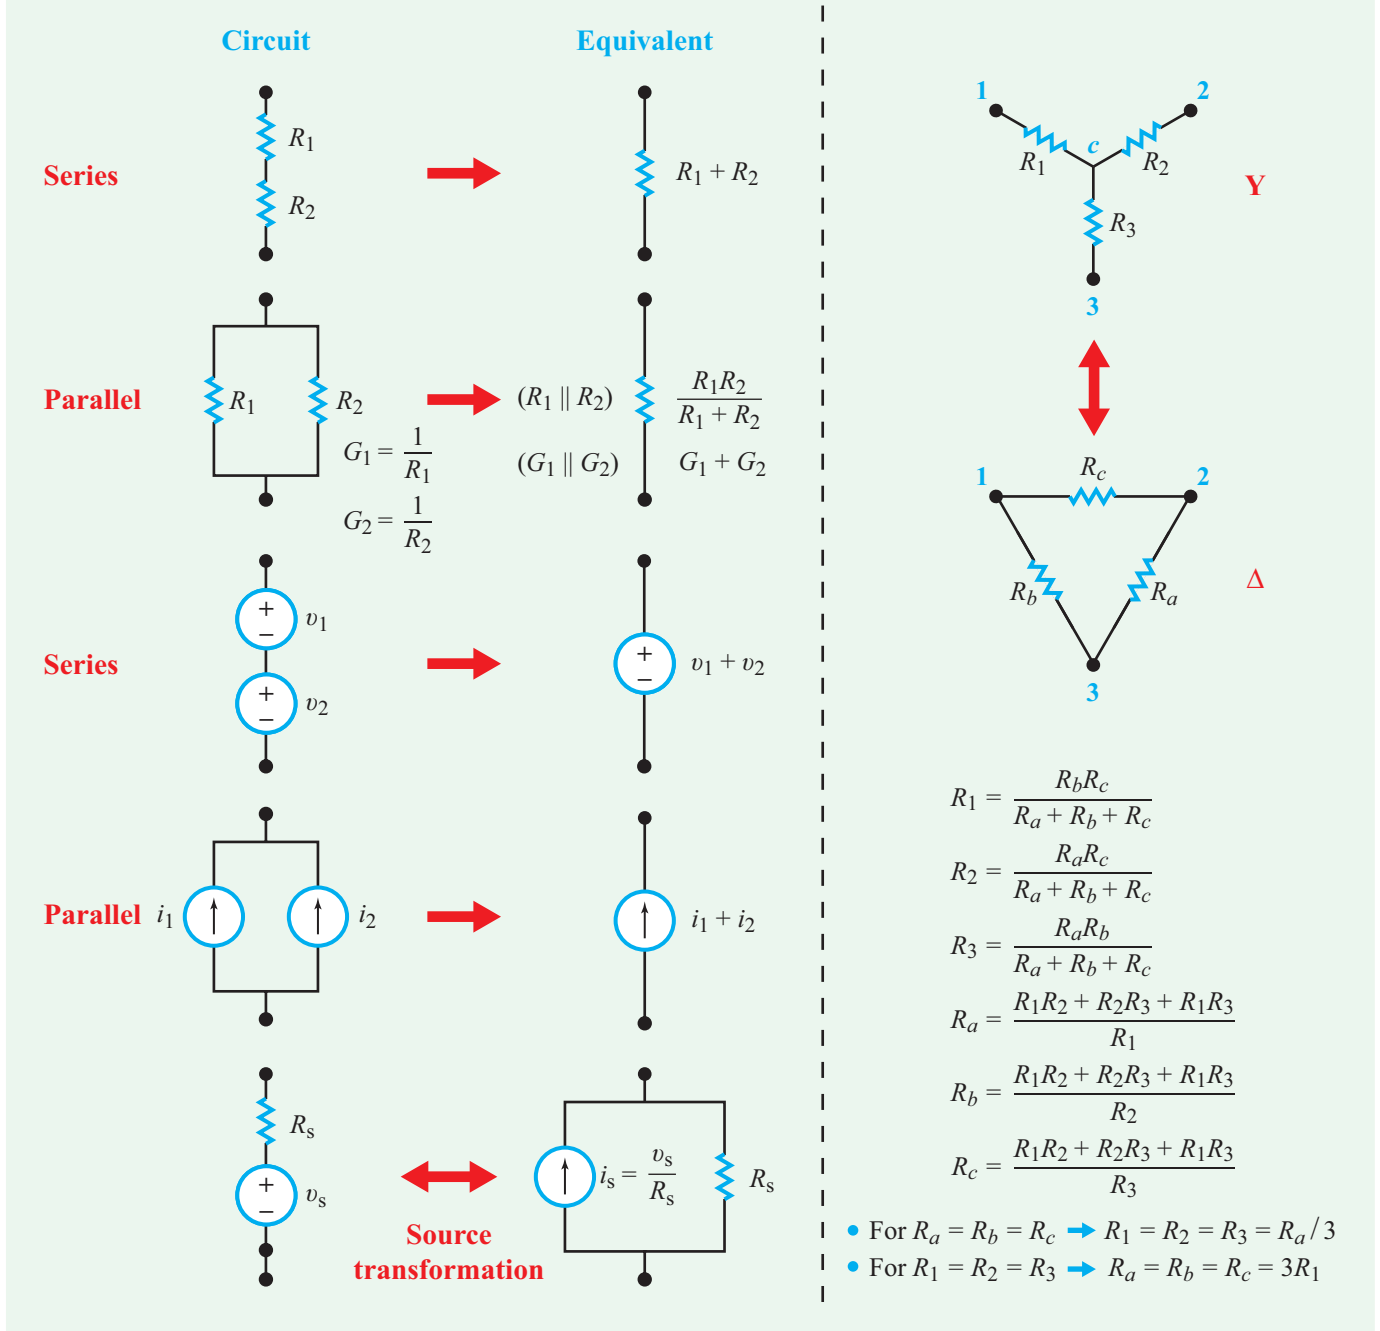 Circuit
Equivalent
Series
R1
R2
R1 + R2
Parallel
R1
R2
G1 = 1/R1
G2 = 1/R2
(R1 || R2)
R1R2/(R1 + R2)
(G1 || G2)
G1 + G2
Series
+
−
υ1
+
−
υ2
+
−
υ1 + υ2
Parallel
i1
i2
i1 + i2
Rs
+
−
υs
Source
transformation
is = υs/Rs
Rs
1
2
c
R1
R2
R3
3
Y
1
Rc
2
Rb
Ra
3
Δ
R1 = RbRc/(Ra + Rb + Rc)
R2 = RaRc/(Ra + Rb + Rc)
R3 = RaRb/(Ra + Rb + Rc)
Ra = (R1R2 + R2R3 + R1R3)/R1
Rb = (R1R2 + R2R3 + R1R3)/R2
Rc = (R1R2 + R2R3 + R1R3)/R3
• For Ra = Rb = Rc → R1 = R2 = R3 = Ra/3
• For R1 = R2 = R3 → Ra = Rb = Rc = 3R1